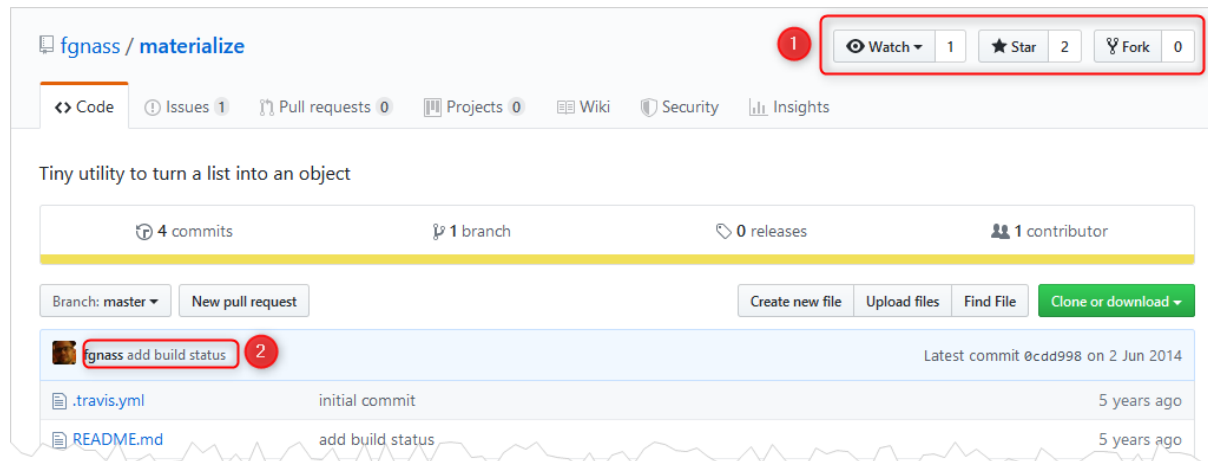 fgnass / materialize
1
Watch 1 Star 2 Fork 0
Code Issues 1 Pull requests 0 Projects 0 Wiki Security Insights
Tiny utility to turn a list into an object
4 commits 1 branch 0 releases 1 contributor
Branch: master New pull request Create new file Upload files Find File Clone or download
fgnass add build status 2 Latest commit 0cdd998 on 2 Jun 2014
.travis.yml initial commit 5 years ago
README.md add build status 5 years ago